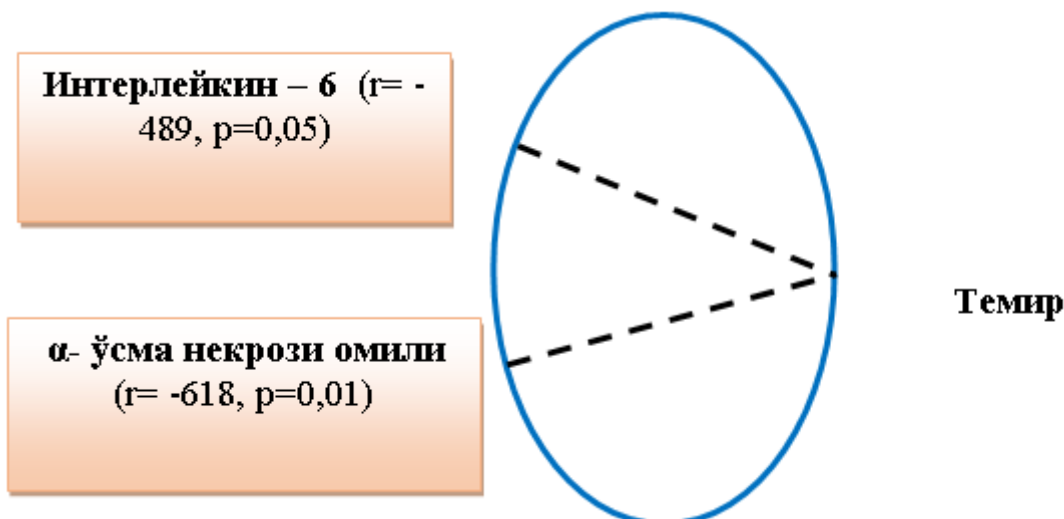 Интерлейкин – 6 (r= -
489, p=0,05)
α- ўсма некрози омили
(r= -618, p=0,01)
Темир